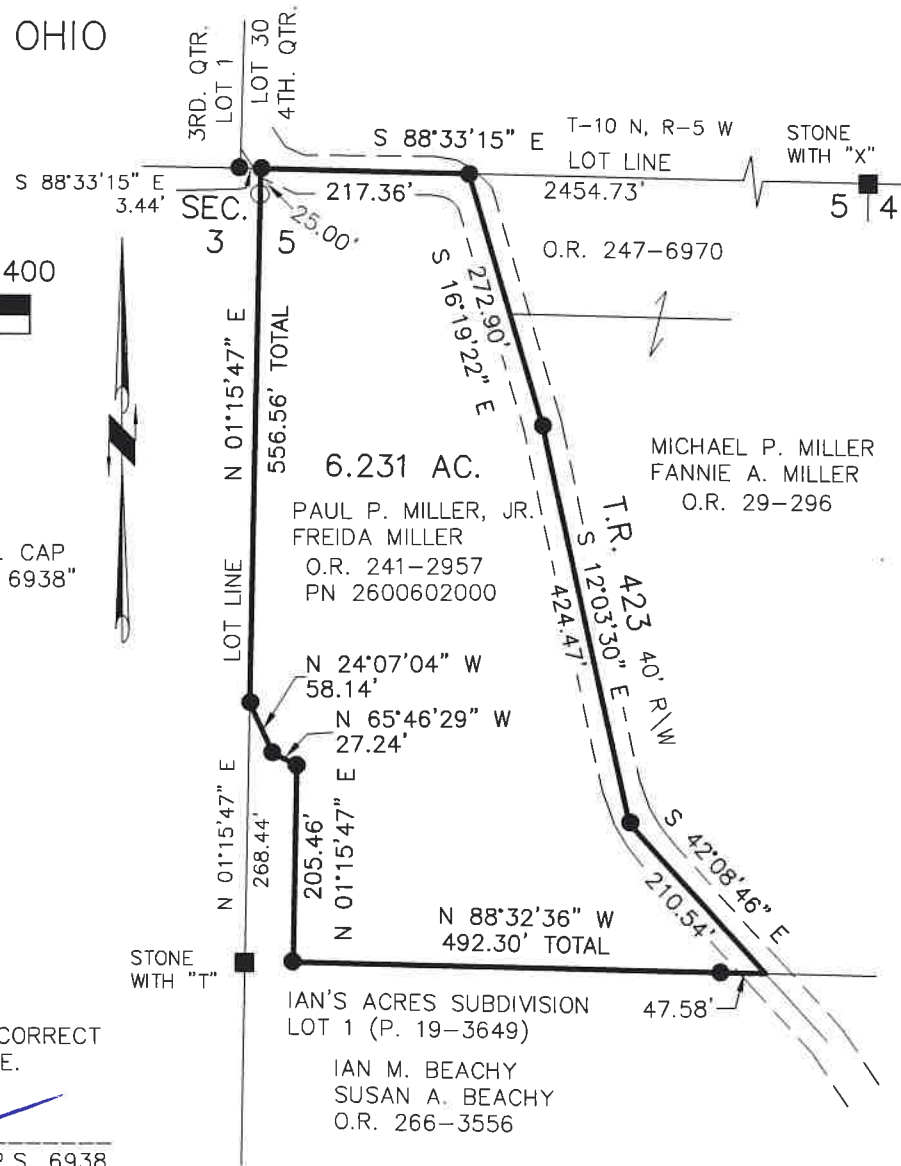 OHIO
3RD. QTR.
LOT 1
LOT 30
4TH. QTR.
S 88°33'15" E
T-10 N, R-5 W
LOT LINE
2454.73'
STONE
WITH "X"
5 4
S 88°33'15" E
3.44'
SEC.
3 5
25.00'
217.36'
O.R. 247-6970
400
272.90'
S 16°19'22" E
N 01°15'47" E
556.56' TOTAL
LOT LINE
6.231 AC.
PAUL P. MILLER, JR.
FREIDA MILLER
O.R. 241-2957
PN 2600602000
MICHAEL P. MILLER
FANNIE A. MILLER
O.R. 29-296
CAP
6938"
T.R. 423 40' R\W
S 12°03'30" E
424.47'
N 24°07'04" W
58.14'
N 65°46'29" W
27.24'
N 01°15'47" E
268.44'
205.46'
N 01°15'47" E
S 42°08'46" E
210.54'
N 88°32'36" W
492.30' TOTAL
STONE
WITH "T"
47.58'
IAN'S ACRES SUBDIVISION
LOT 1 (P. 19-3649)
IAN M. BEACHY
SUSAN A. BEACHY
O.R. 266-3556
CORRECT
E.
S. 6938